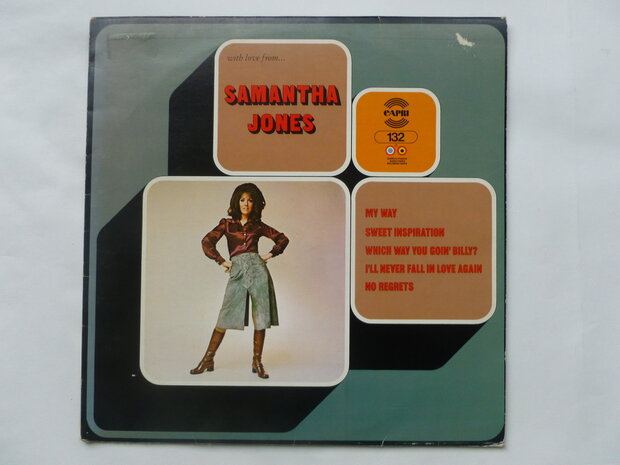 with love from...
SAMANTHA
JONES
CAPRI
132
MY WAY
SWEET INSPIRATION
WHICH WAY YOU GOIN' BILLY?
I'LL NEVER FALL IN LOVE AGAIN
NO REGRETS